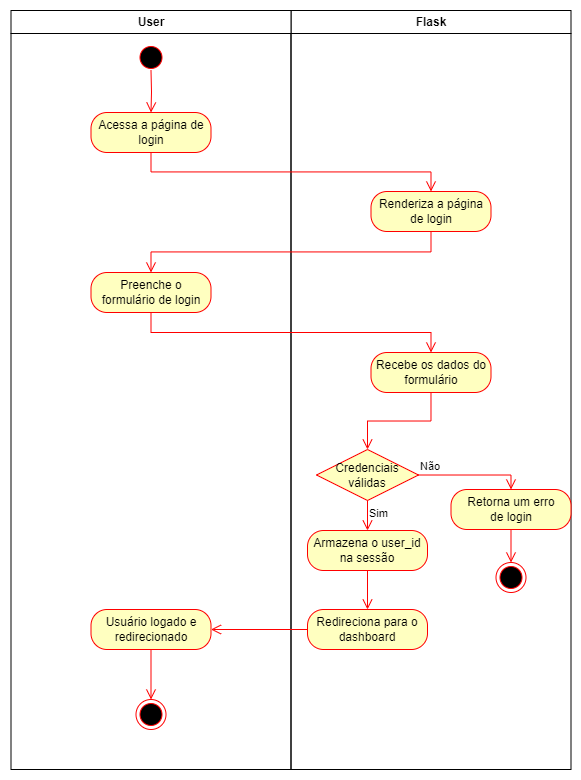 User
Flask
Acessa a página de
login
Renderiza a página
de login
Preenche o
formulário de login
Recebe os dados do
formulário
Credenciais
válidas
Não
Retorna um erro
de login
Sim
Armazena o user_id
na sessão
Redireciona para o
dashboard
Usuário logado e
redirecionado